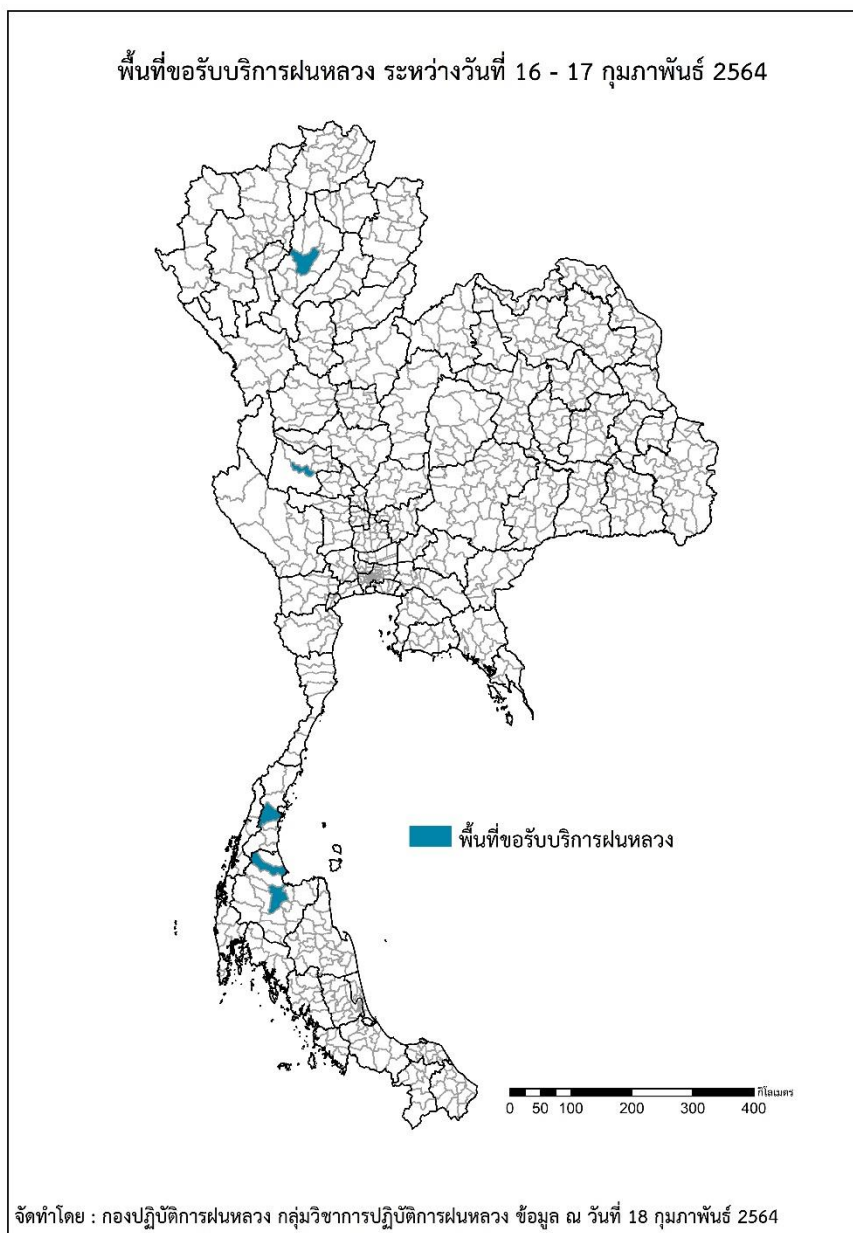 พื้นที่ขอรับบริการฝนหลวง ระหว่างวันที่ 16 - 17 กุมภาพันธ์ 2564
พื้นที่ขอรับบริการฝนหลวง
กิโลเมตร
0 50 100 200 300 400
จัดทำโดย : กองปฏิบัติการฝนหลวง กลุ่มวิชาการปฏิบัติการฝนหลวง ข้อมูล ณ วันที่ 18 กุมภาพันธ์ 2564